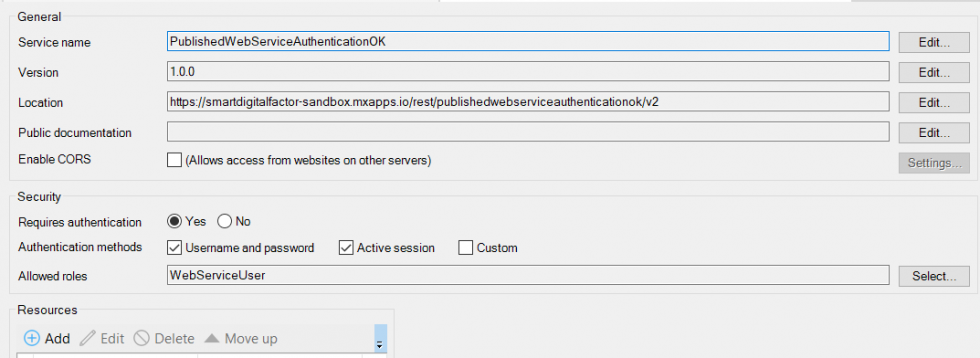 General
Service name PublishedWebServiceAuthenticationOK Edit...
Version 1.0.0 Edit...
Location https://smartdigitalfactor-sandbox.mxapps.io/rest/publishedwebserviceauthenticationok/v2 Edit...
Public documentation Edit...
Enable CORS (Allows access from websites on other servers) Settings...
Security
Requires authentication Yes No
Authentication methods Username and password Active session Custom
Allowed roles WebServiceUser Select...
Resources
Add Edit Delete Move up